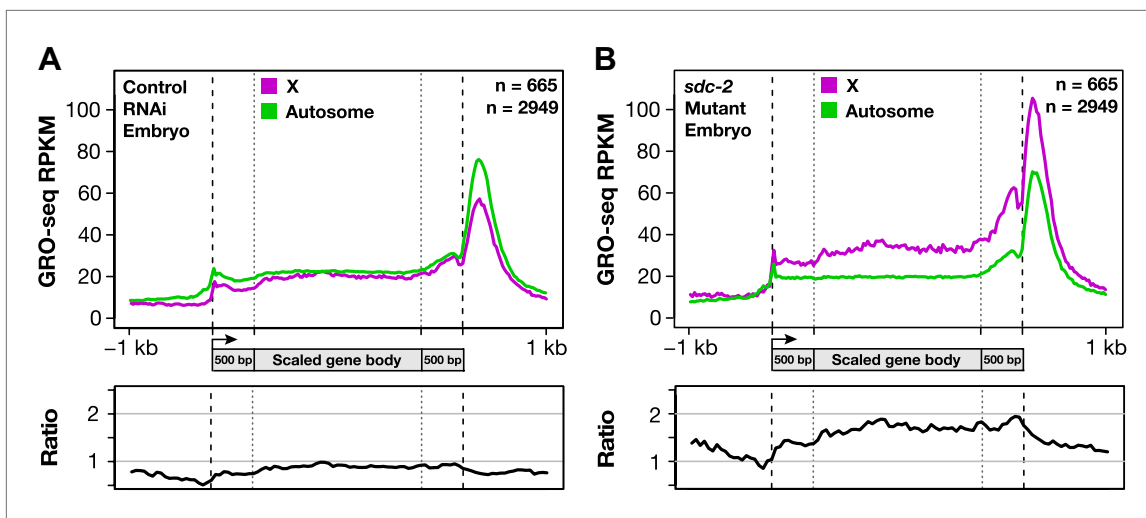 A
Control
RNAi
Embryo
X
Autosome
n = 665
n = 2949
GRO-seq RPKM
100
80
60
40
20
0
−1 kb
1 kb
500 bp
Scaled gene body
500 bp
Ratio
2
1
B
sdc-2
Mutant
Embryo
X
Autosome
n = 665
n = 2949
GRO-seq RPKM
100
80
60
40
20
0
−1 kb
1 kb
500 bp
Scaled gene body
500 bp
Ratio
2
1